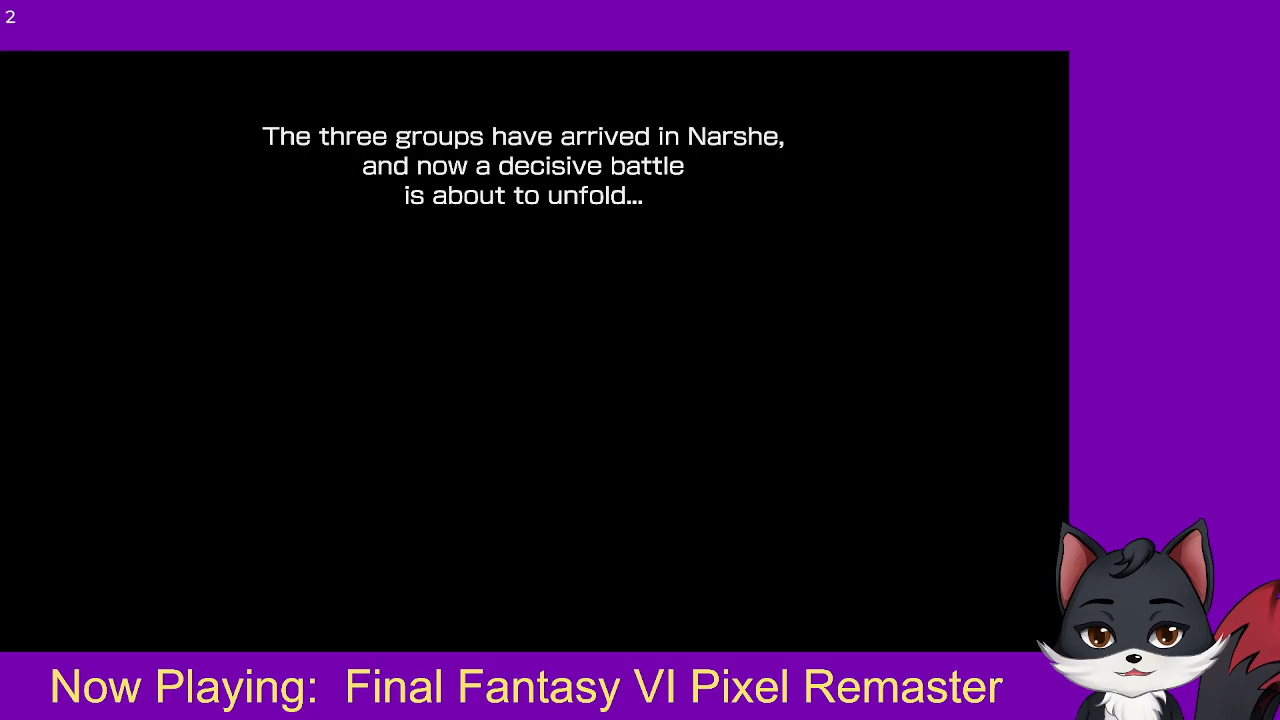 2
The three groups have arrived in Narshe,
and now a decisive battle
is about to unfold...
Now Playing:  Final Fantasy VI Pixel Remaster